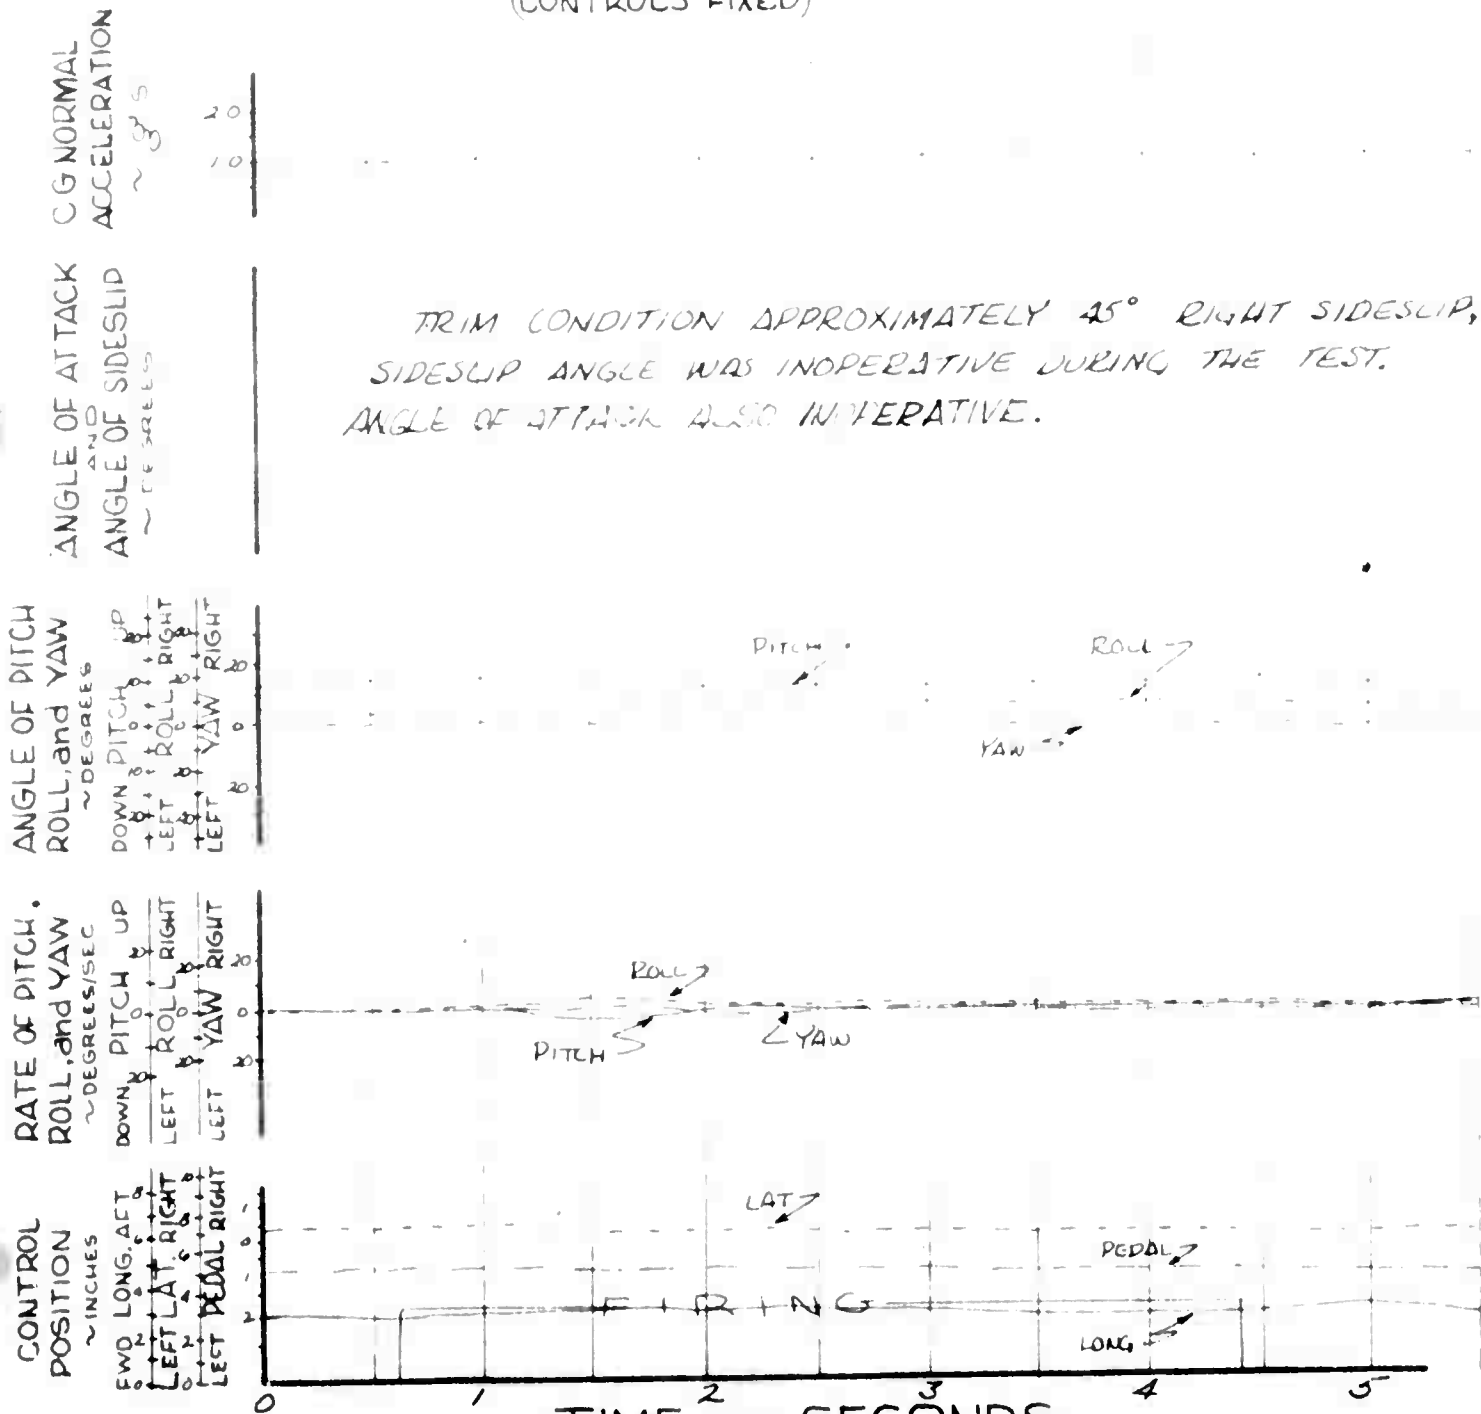 (CONTROLS FIXED)
C G NORMAL
ACCELERATION
~ g's
2 0
1 0
ANGLE OF ATTACK
AND
ANGLE OF SIDESLIP
~ DEGREES
TRIM CONDITION APPROXIMATELY 45° RIGHT SIDESLIP,
SIDESLIP ANGLE WAS INOPERATIVE DURING THE TEST.
ANGLE OF ATTACK ALSO INOPERATIVE.
ANGLE OF PITCH
ROLL, and YAW
~DEGREES
DOWN PITCH UP
LEFT ROLL RIGHT
LEFT YAW RIGHT
20
0
20
PITCH
ROLL
YAW
RATE OF PITCH,
ROLL, and YAW
~DEGREES/SEC
DOWN PITCH UP
LEFT ROLL RIGHT
LEFT YAW RIGHT
20
0
20
ROLL
PITCH
YAW
CONTROL
POSITION
~INCHES
FWD LONG. AFT
LEFT LAT. RIGHT
LEFT PEDAL RIGHT
LAT
PEDAL
FIRING
LONG
0 1 2 3 4 5
TIME ~ SECONDS